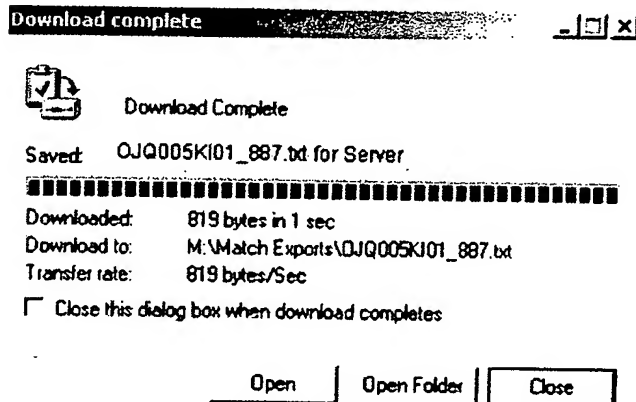 Download complete
Download Complete
Saved: OJQ005KI01_887.txt for Server
Downloaded: 819 bytes in 1 sec
Download to: M:\Match Exports\OJQ005KJ01_887.txt
Transfer rate: 819 bytes/Sec
Close this dialog box when download completes
Open Open Folder Close